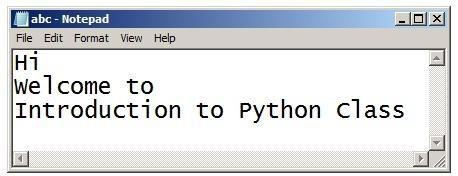 abc - Notepad
File Edit Format View Help
Hi
Welcome to
Introduction to Python Class